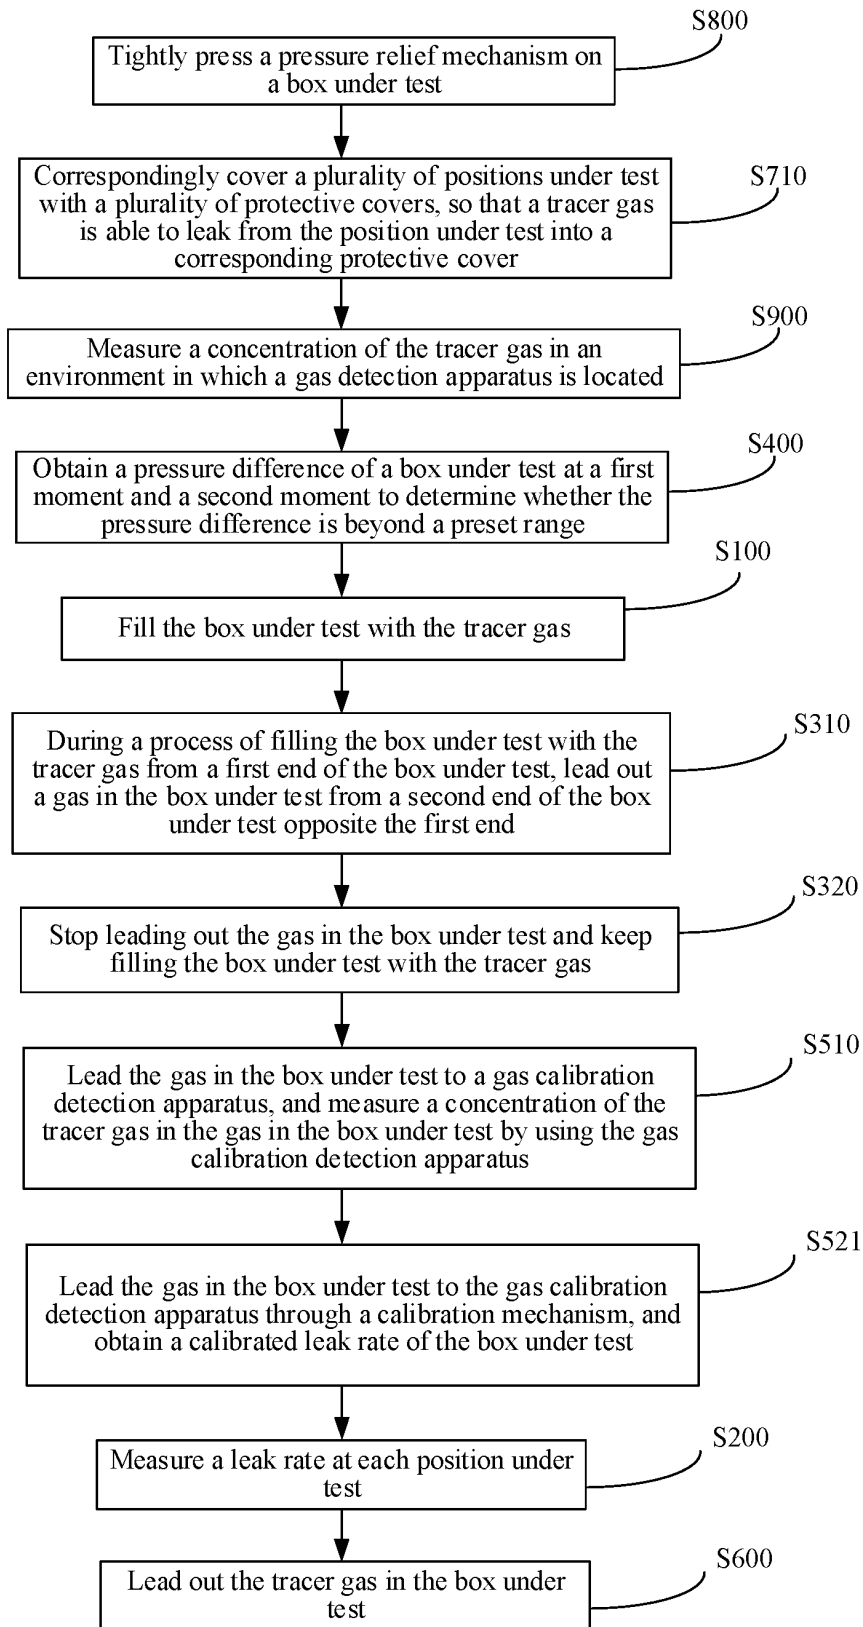 S800
Tightly press a pressure relief mechanism on
a box under test
S710
Correspondingly cover a plurality of positions under test
with a plurality of protective covers, so that a tracer gas
is able to leak from the position under test into a
corresponding protective cover
S900
Measure a concentration of the tracer gas in an
environment in which a gas detection apparatus is located
S400
Obtain a pressure difference of a box under test at a first
moment and a second moment to determine whether the
pressure difference is beyond a preset range
S100
Fill the box under test with the tracer gas
S310
During a process of filling the box under test with the
tracer gas from a first end of the box under test, lead out
a gas in the box under test from a second end of the box
under test opposite the first end
S320
Stop leading out the gas in the box under test and keep
filling the box under test with the tracer gas
S510
Lead the gas in the box under test to a gas calibration
detection apparatus, and measure a concentration of the
tracer gas in the gas in the box under test by using the gas
calibration detection apparatus
S521
Lead the gas in the box under test to the gas calibration
detection apparatus through a calibration mechanism, and
obtain a calibrated leak rate of the box under test
S200
Measure a leak rate at each position under
test
S600
Lead out the tracer gas in the box under
test